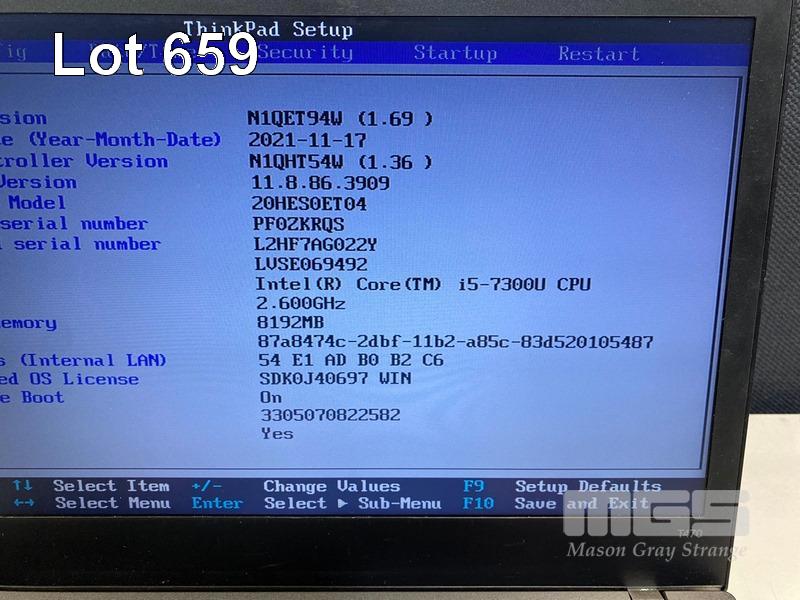 ThinkPad Setup
Lot 659
Security Startup Restart
N1QET94W (1.69 )
(Year-Month-Date) 2021-11-17
Version N1QHT54W (1.36 )
Version 11.8.86.3909
Model 20HES0ET04
serial number PF0ZKRQS
serial number L2HF7AG022Y
LVSE069492
Intel(R) Core(TM) i5-7300U CPU
2.600GHz
8192MB
87a8474c-2dbf-11b2-a85c-83d520105487
(Internal LAN) 54 E1 AD B0 B2 C6
OS License SDK0J40697 WIN
Boot On
3305070822582
Yes
↑↓ Select Item +/- Change Values F9 Setup Defaults
←→ Select Menu Enter Select ▶ Sub-Menu F10 Save and Exit
MGS
T470
Mason Gray Strange